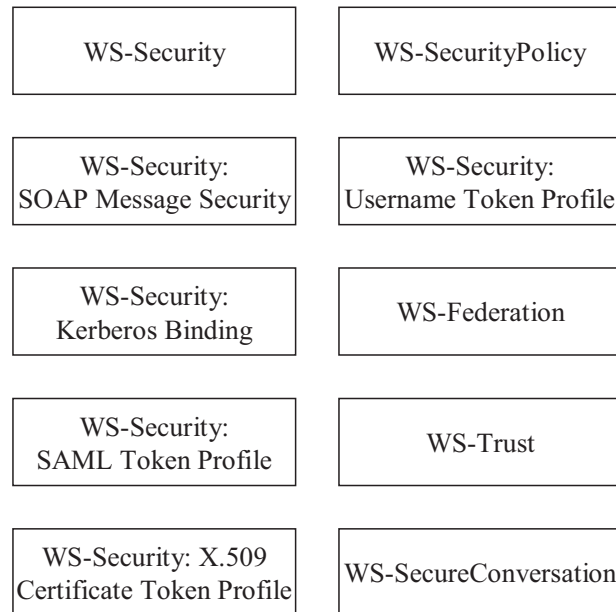 WS-Security
WS-SecurityPolicy
WS-Security:
SOAP Message Security
WS-Security:
Username Token Profile
WS-Security:
Kerberos Binding
WS-Federation
WS-Security:
SAML Token Profile
WS-Trust
WS-Security: X.509
Certificate Token Profile
WS-SecureConversation